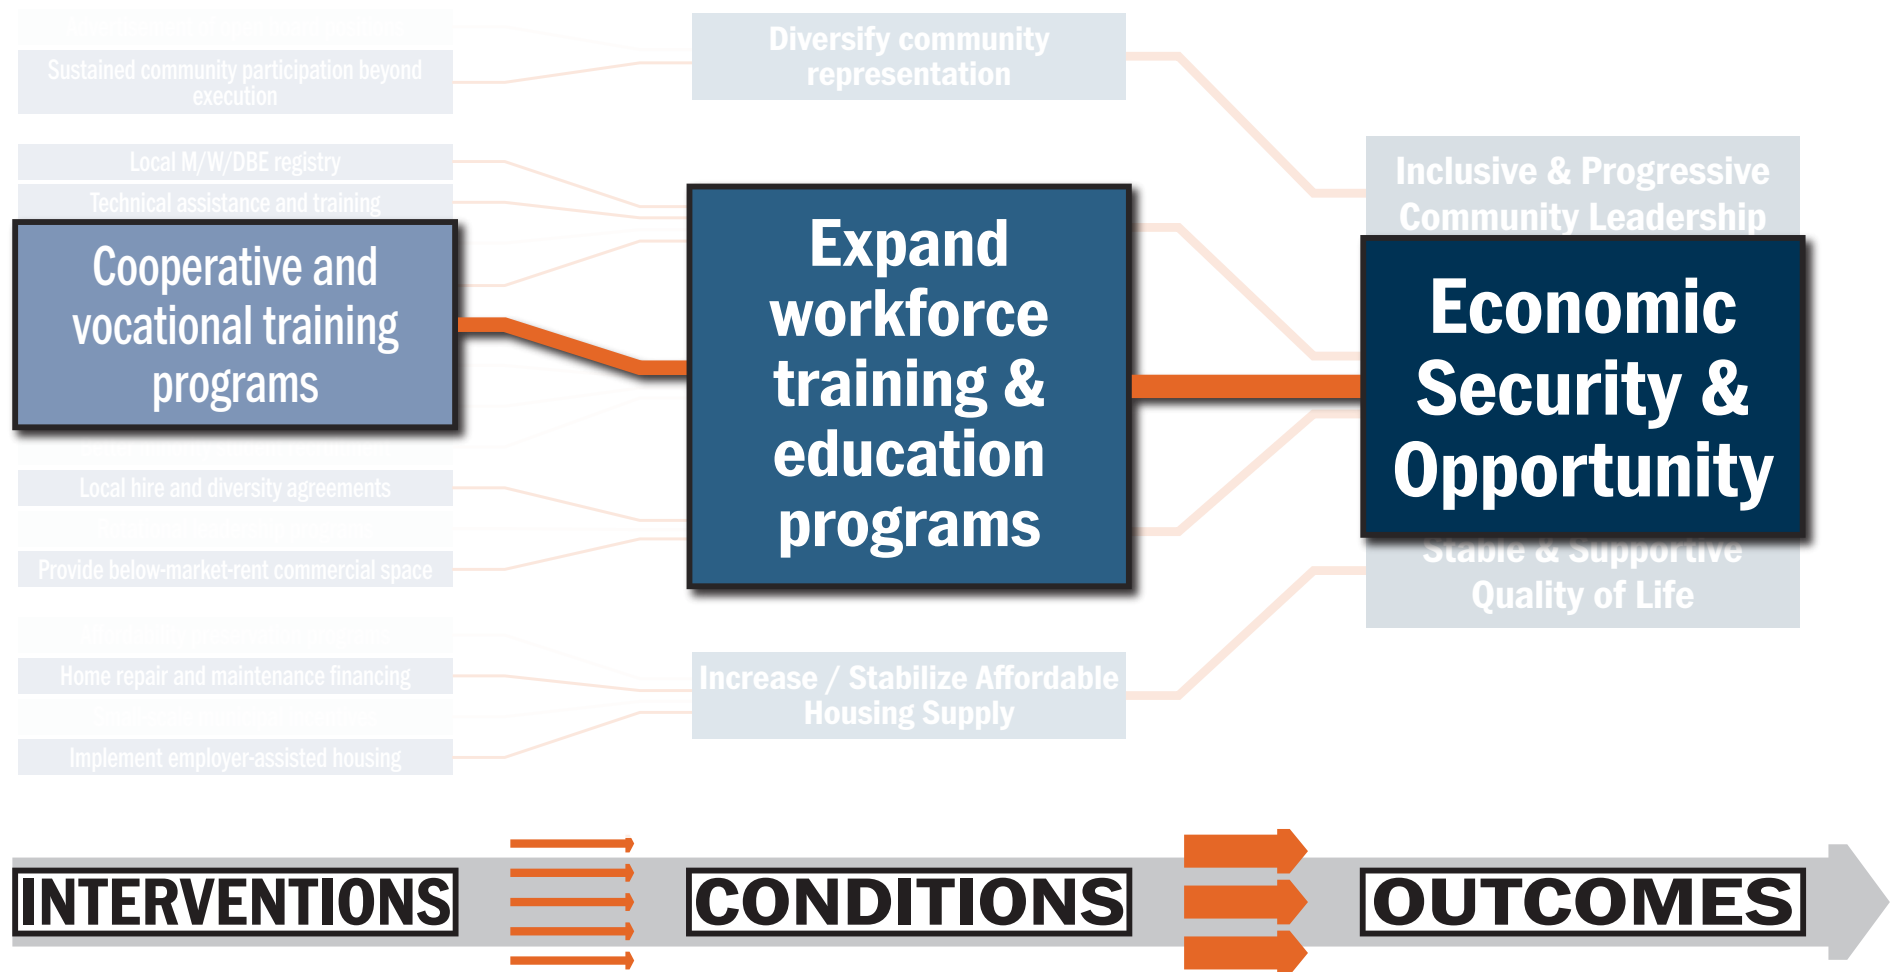 Sustained community participation beyond
execution
Local M/W/DBE registry
Technical assistance and training
Cooperative and
vocational training
programs
Local hire and diversity agreements
Provide below-market-rent commercial space
Home repair and maintenance financing
Implement employer-assisted housing
Diversify community
representation
Expand
workforce
training &
education
programs
Increase / Stabilize Affordable
Housing Supply
Inclusive & Progressive
Community Leadership
Economic
Security &
Opportunity
Stable & Supportive
Quality of Life
INTERVENTIONS
CONDITIONS
OUTCOMES